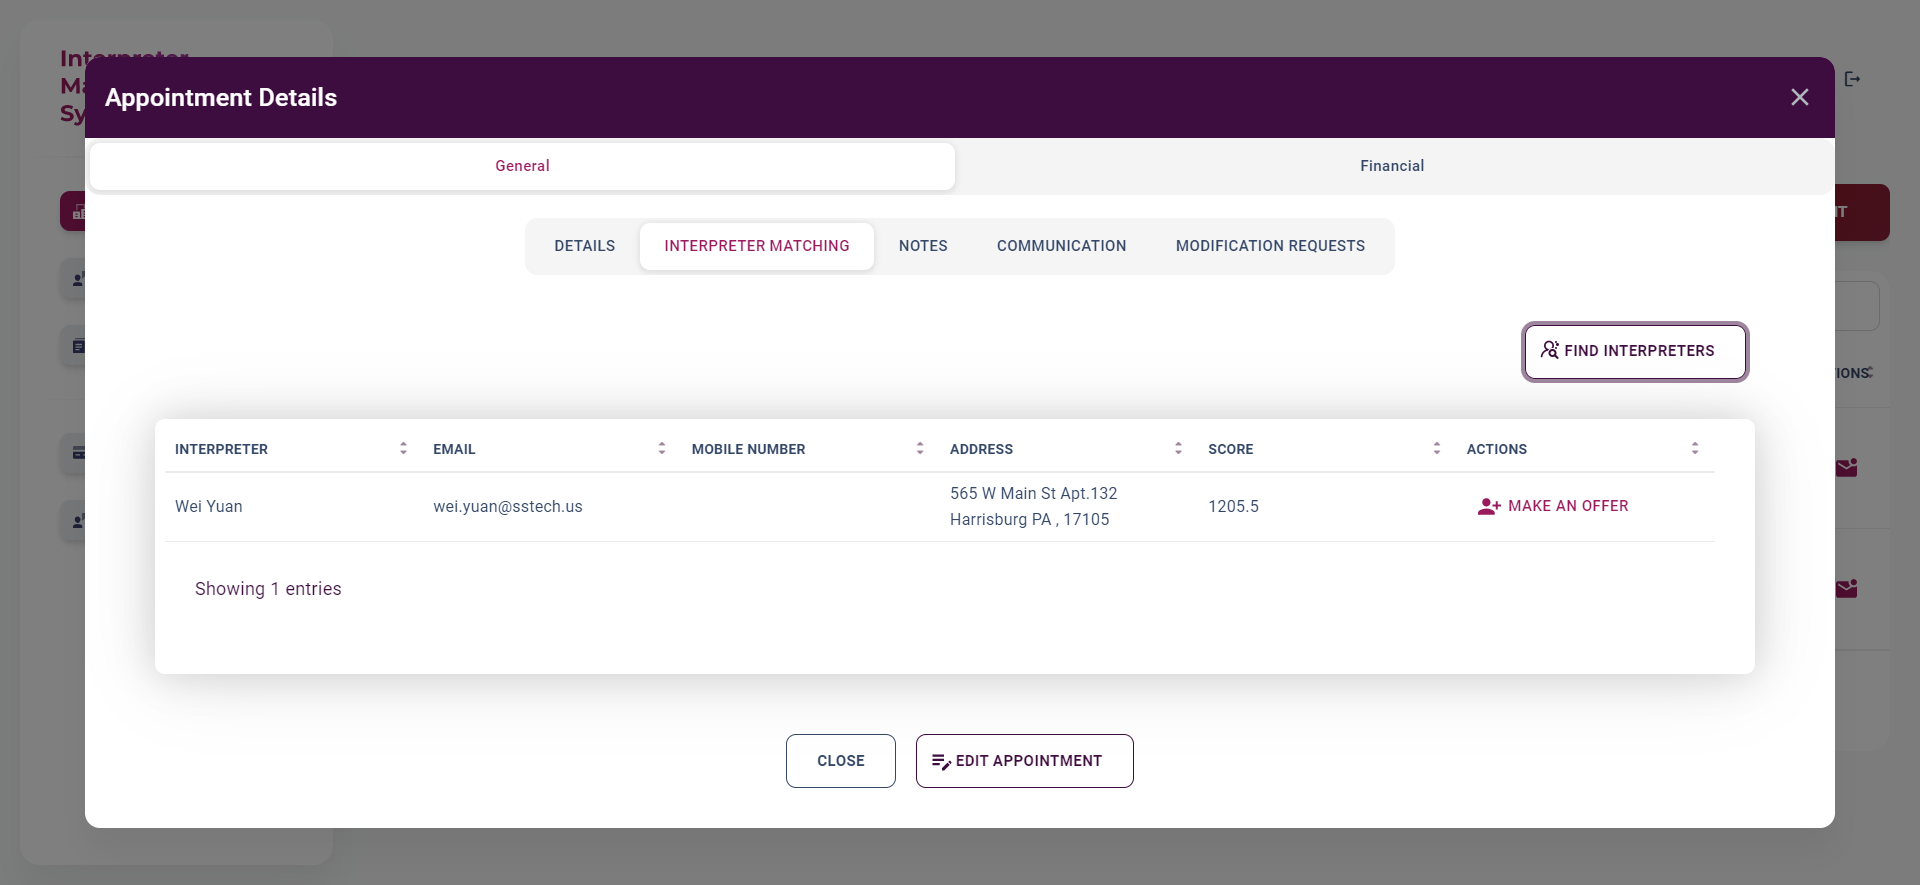 Appointment Details
General
Financial
DETAILS
INTERPRETER MATCHING
NOTES
COMMUNICATION
MODIFICATION REQUESTS
FIND INTERPRETERS
INTERPRETER
EMAIL
MOBILE NUMBER
ADDRESS
SCORE
ACTIONS
Wei Yuan
wei.yuan@sstech.us
565 W Main St Apt.132
Harrisburg PA , 17105
1205.5
MAKE AN OFFER
Showing 1 entries
CLOSE
EDIT APPOINTMENT